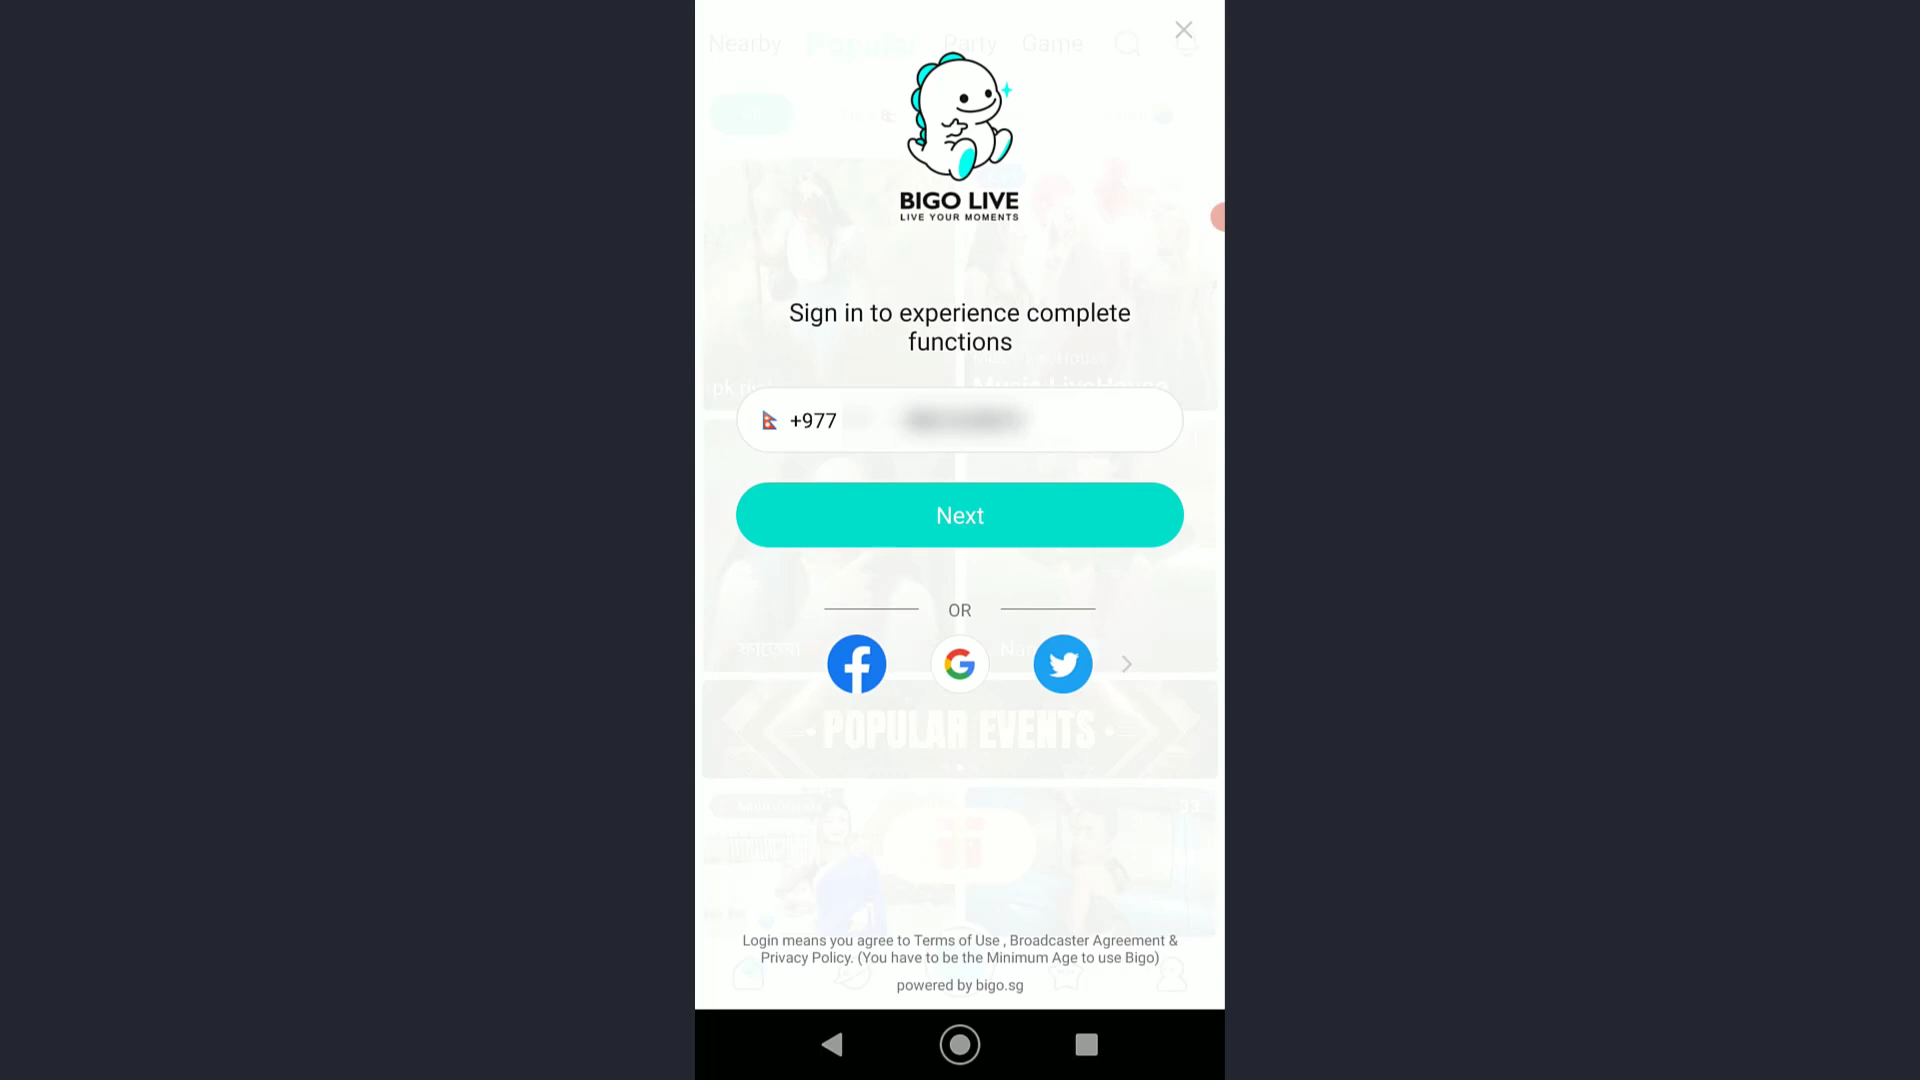 Nearby Popular Party Game
BIGO LIVE
LIVE YOUR MOMENTS
Sign in to experience complete
functions
Music LiveHouse
+977
Next
OR
POPULAR EVENTS
Login means you agree to Terms of Use , Broadcaster Agreement &
Privacy Policy. (You have to be the Minimum Age to use Bigo)
powered by bigo.sg